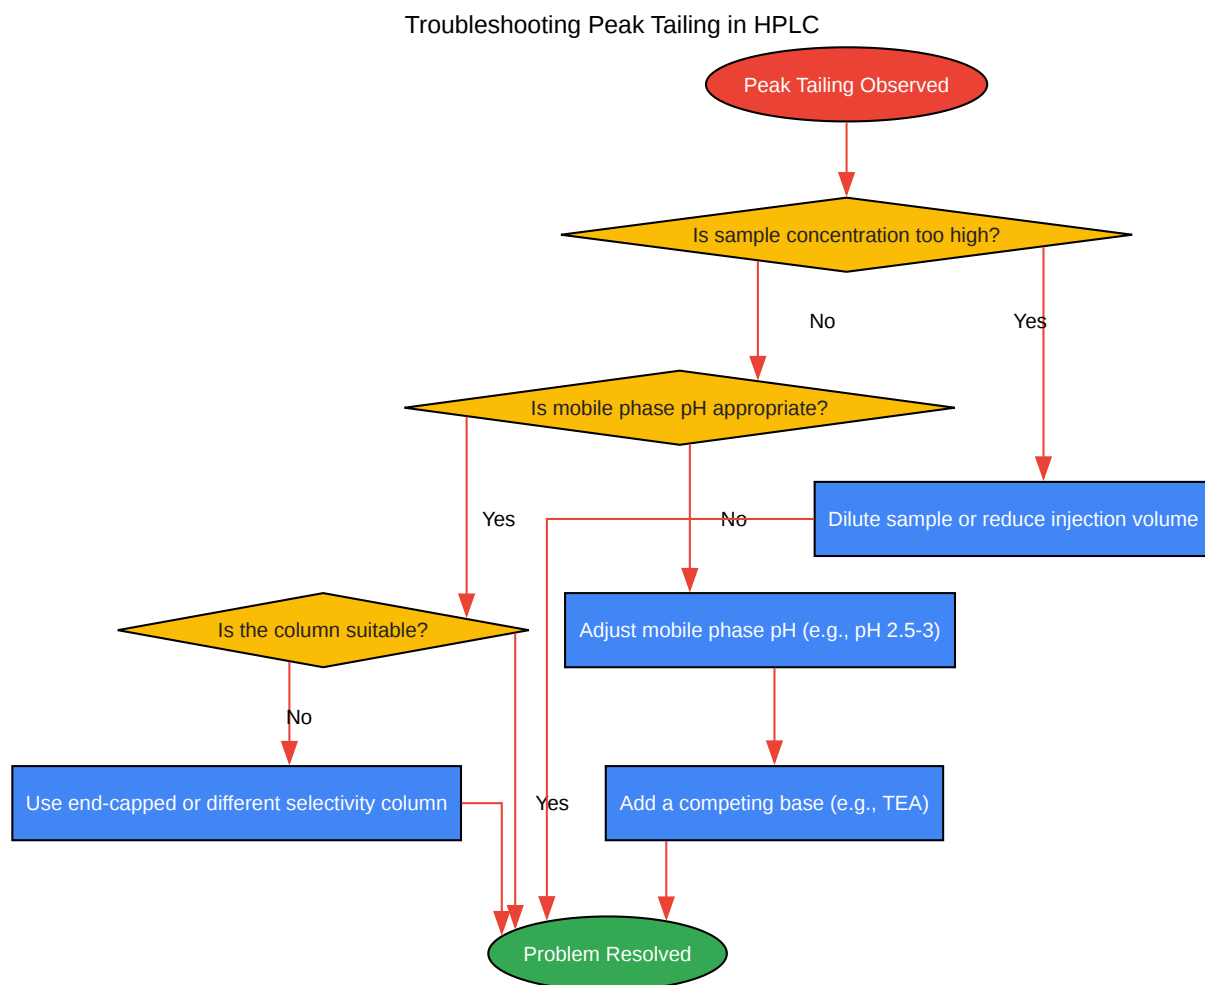 Troubleshooting Peak Tailing in HPLC
Peak Tailing Observed
Is sample concentration too high?
No
Yes
Is mobile phase pH appropriate?
Yes
No
Dilute sample or reduce injection volume
Is the column suitable?
Adjust mobile phase pH (e.g., pH 2.5-3)
No
Use end-capped or different selectivity column
Yes
Add a competing base (e.g., TEA)
Problem Resolved